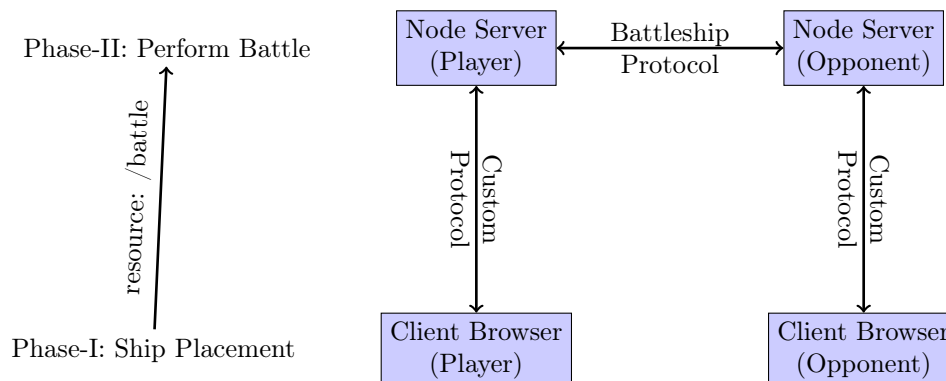 Phase-II: Perform Battle
resource: /battle
Phase-I: Ship Placement
Node Server
(Player)
Battleship
Protocol
Node Server
(Opponent)
Custom
Protocol
Custom
Protocol
Client Browser
(Player)
Client Browser
(Opponent)